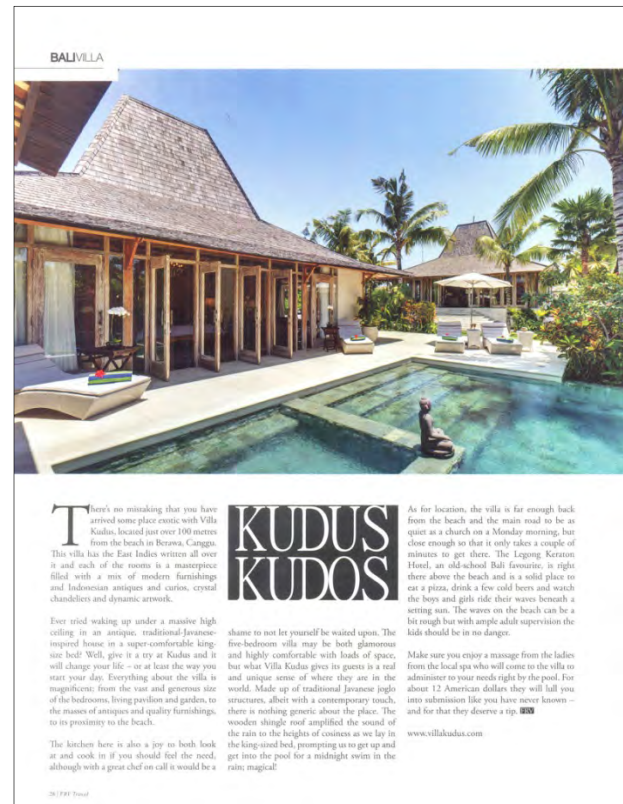 BALIVILLA
There's no mistaking that you have
arrived some place exotic with Villa
Kudus, located just over 100 metres
from the beach in Berawa, Canggu.
This villa has the East Indies written all over
it and each of the rooms is a masterpiece
filled with a mix of modern furnishings
and Indonesian antiques and curios, crystal
chandeliers and dynamic artwork.
Ever tried waking up under a massive high
ceiling in an antique, traditional-Javanese-
inspired house in a super-comfortable king-
size bed? Well, give it a try at Kudus and it
will change your life – or at least the way you
start your day. Everything about the villa is
magnificent; from the vast and generous size
of the bedrooms, living pavilion and garden, to
the masses of antiques and quality furnishings,
to its proximity to the beach.
The kitchen here is also a joy to both look
at and cook in if you should feel the need,
although with a great chef on call it would be a
KUDUS
KUDOS
shame to not let yourself be waited upon. The
five-bedroom villa may be both glamorous
and highly comfortable with loads of space,
but what Villa Kudus gives its guests is a real
and unique sense of where they are in the
world. Made up of traditional Javanese joglo
structures, albeit with a contemporary touch,
there is nothing generic about the place. The
wooden shingle roof amplified the sound of
the rain to the heights of cosiness as we lay in
the king-sized bed, prompting us to get up and
get into the pool for a midnight swim in the
rain; magical!
As for location, the villa is far enough back
from the beach and the main road to be as
quiet as a church on a Monday morning, but
close enough so that it only takes a couple of
minutes to get there. The Legong Keraton
Hotel, an old-school Bali favourite, is right
there above the beach and is a solid place to
eat a pizza, drink a few cold beers and watch
the boys and girls ride their waves beneath a
setting sun. The waves on the beach can be a
bit rough but with ample adult supervision the
kids should be in no danger.
Make sure you enjoy a massage from the ladies
from the local spa who will come to the villa to
administer to your needs right by the pool. For
about 12 American dollars they will lull you
into submission like you have never known –
and for that they deserve a tip. FRV
www.villakudus.com
FRV Travel